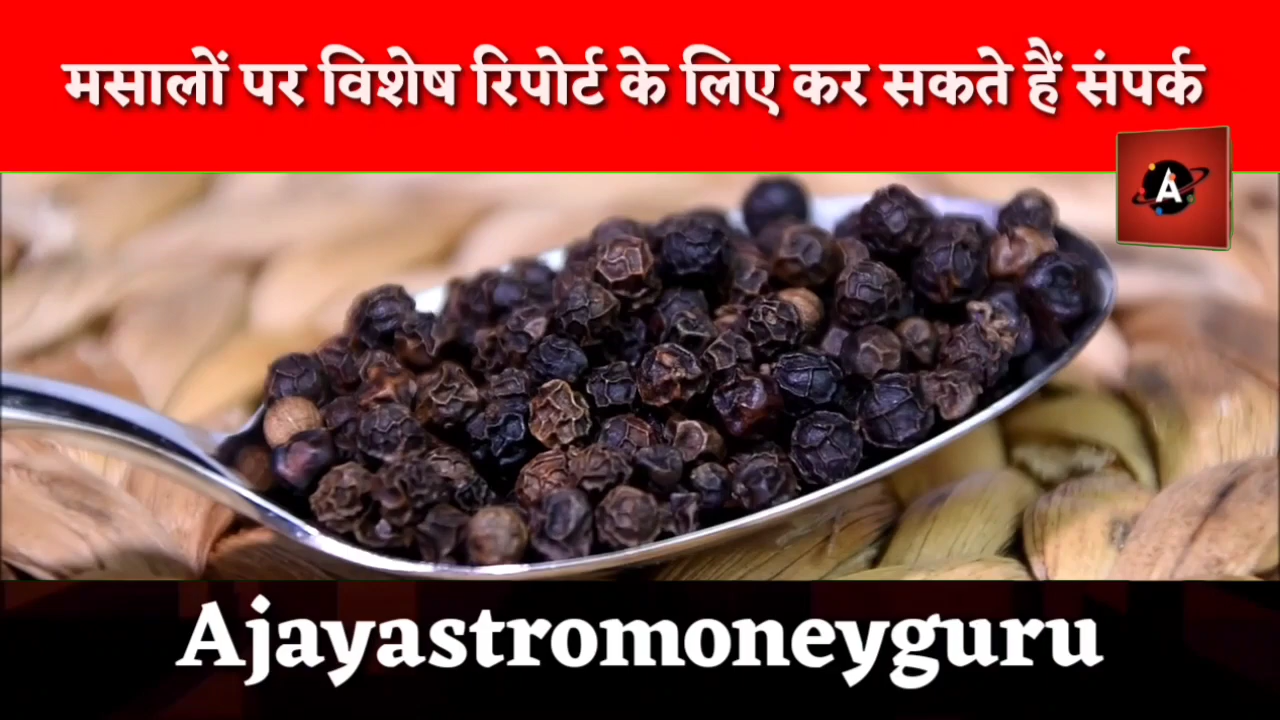 मसालों पर विशेष रिपोर्ट के लिए कर सकते हैं संपर्क
A
Ajayastromoneyguru